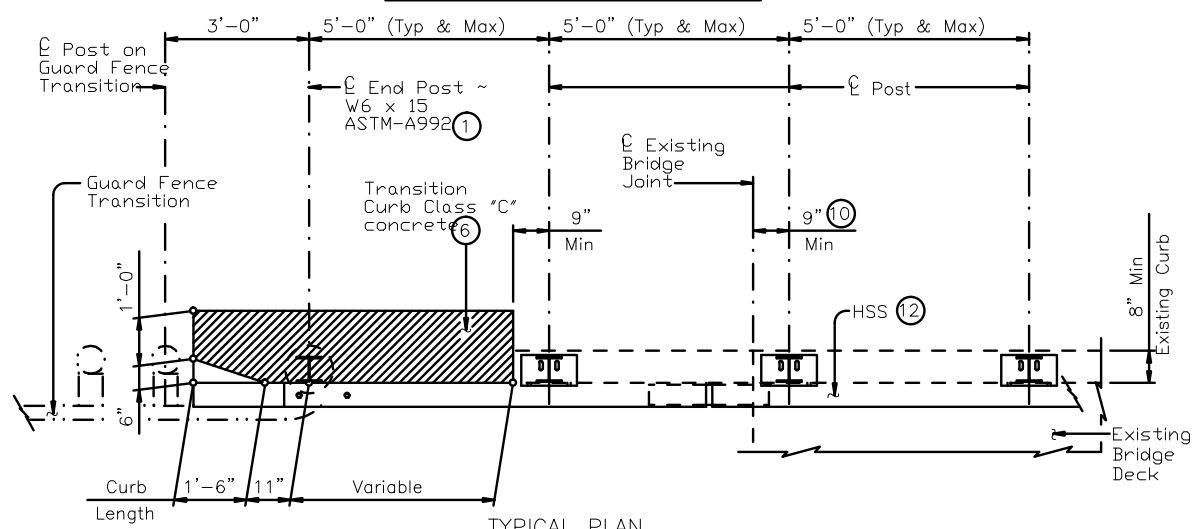 3'-0"
5'-0" (Typ & Max)
5'-0" (Typ & Max)
5'-0" (Typ & Max)
℄ Post on
Guard Fence
Transition
℄ End Post ~
W6 x 15
ASTM-A992 1
℄ Post
℄ Existing
Bridge
Joint
Guard Fence
Transition
Transition
Curb Class "C"
concrete 6
9"
Min
9" 10
Min
1'-0"
6"
HSS 12
8" Min
Existing Curb
Existing
Bridge
Deck
Curb
Length
1'-6"
11"
Variable
TYPICAL PLAN